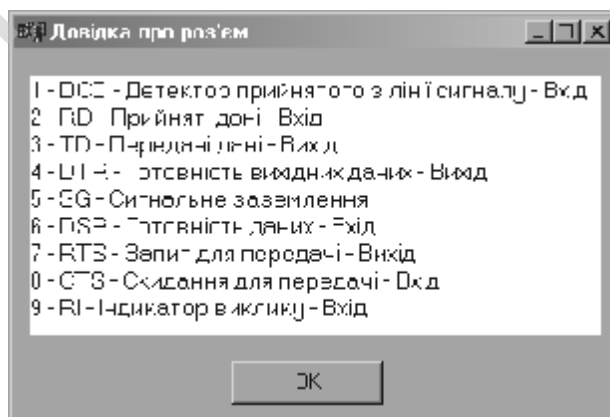 Довідка про роз'єм
1 - DCD - Детектор прийнятого з лінії сигналу - Вхід
2 - RD - Прийняті дані - Вхід
3 - TD - Передані дані - Вихід
4 - DTR - Готовність вихідних даних - Вихід
5 - SG - Сигнальне заземлення
6 - DSR - Готовність даних - Вхід
7 - RTS - Запит для передачі - Вихід
8 - CTS - Скидання для передачі - Вхід
9 - RI - Індикатор виклику - Вхід
OK